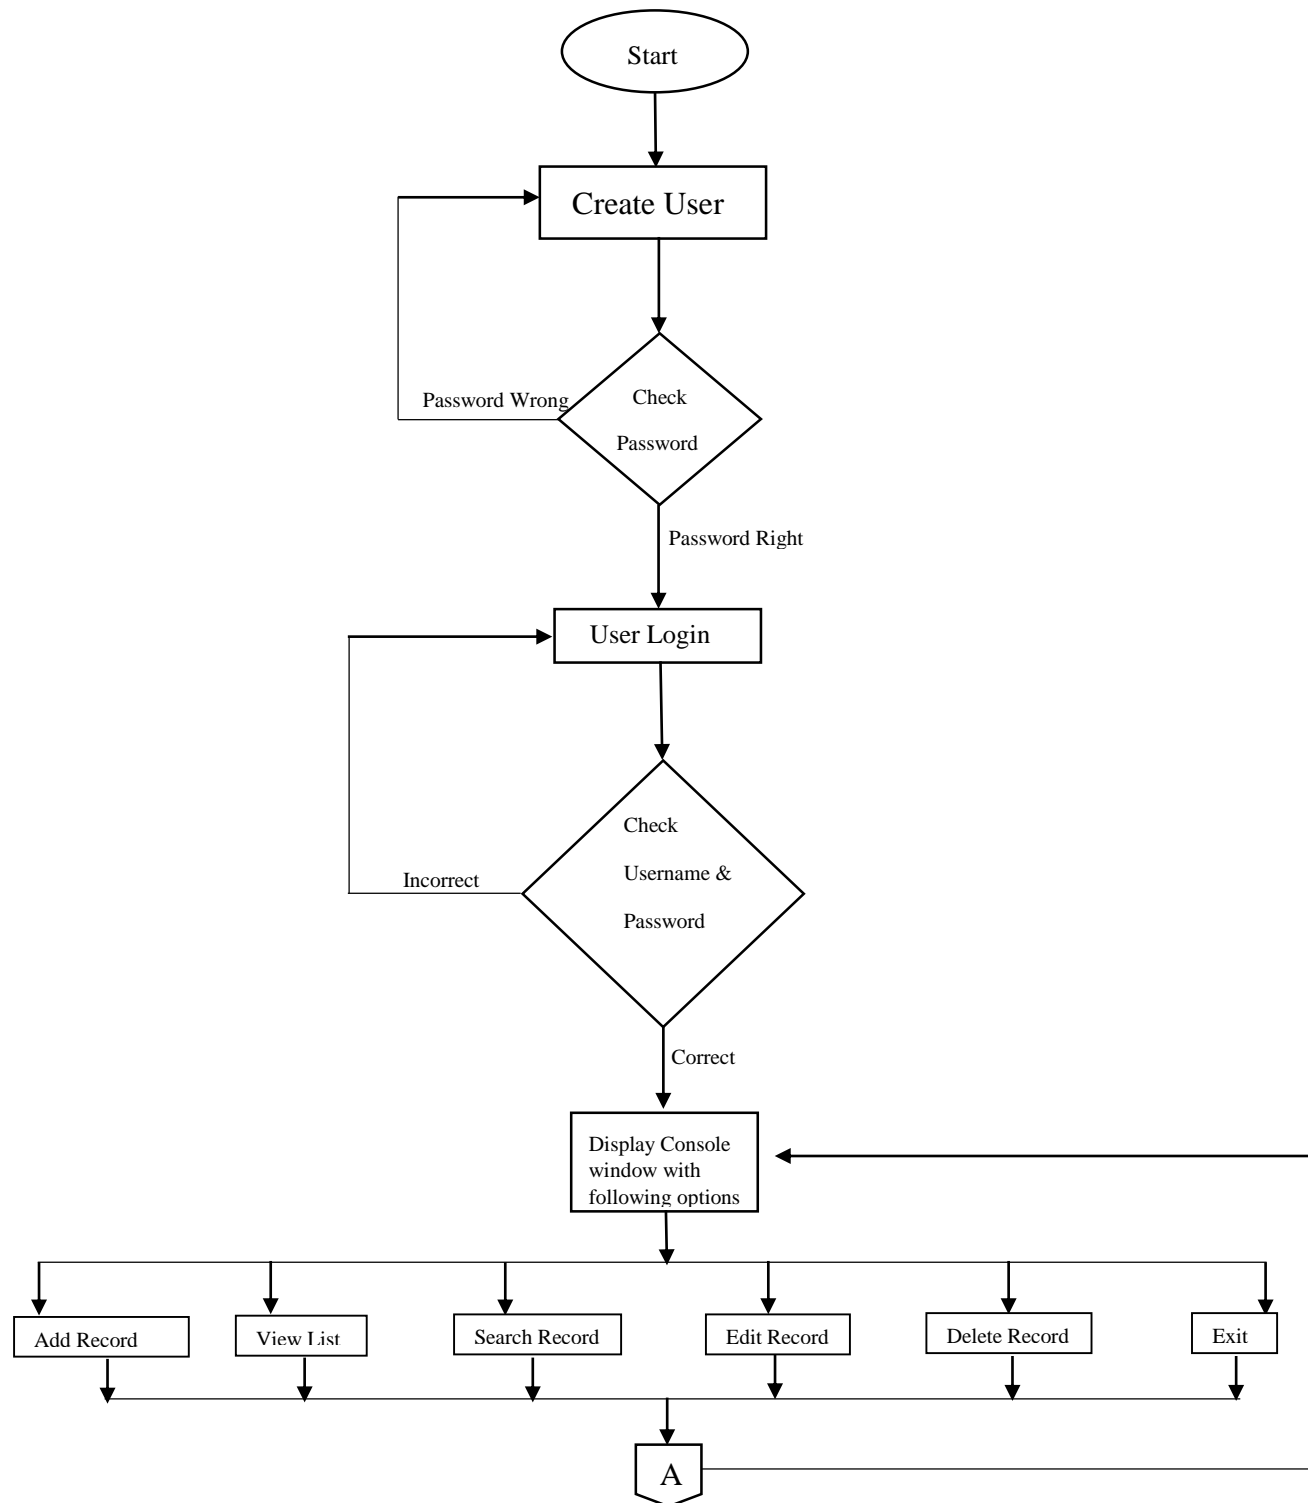 Start
Create User
Password Wrong
Check
Password
Password Right
User Login
Check
Username &
Password
Incorrect
Correct
Display Console
window with
following options
Add Record
View List
Search Record
Edit Record
Delete Record
Exit
A